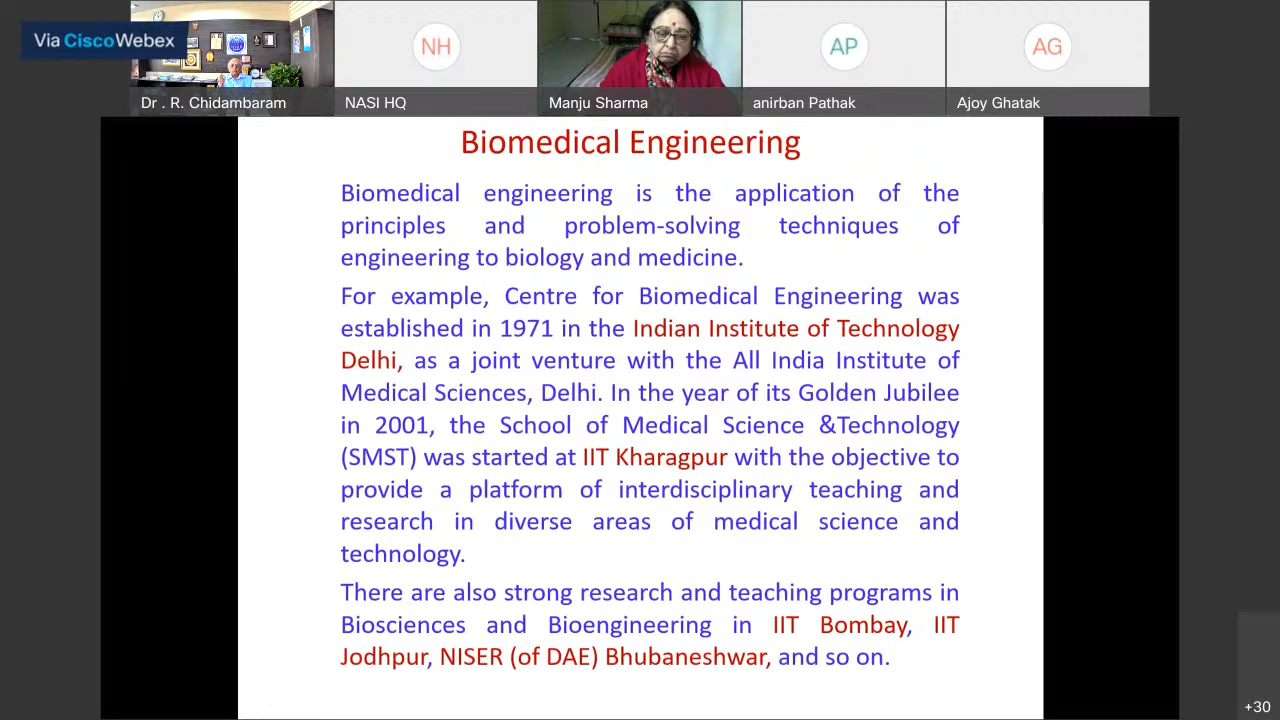 Via CiscoWebex
NH
AP
AG
Dr . R. Chidambaram
NASI HQ
Manju Sharma
anirban Pathak
Ajoy Ghatak
Biomedical Engineering
Biomedical engineering is the application of the
principles and problem-solving techniques of
engineering to biology and medicine.
For example, Centre for Biomedical Engineering was
established in 1971 in the Indian Institute of Technology
Delhi, as a joint venture with the All India Institute of
Medical Sciences, Delhi. In the year of its Golden Jubilee
in 2001, the School of Medical Science &Technology
(SMST) was started at IIT Kharagpur with the objective to
provide a platform of interdisciplinary teaching and
research in diverse areas of medical science and
technology.
There are also strong research and teaching programs in
Biosciences and Bioengineering in IIT Bombay, IIT
Jodhpur, NISER (of DAE) Bhubaneshwar, and so on.
+30